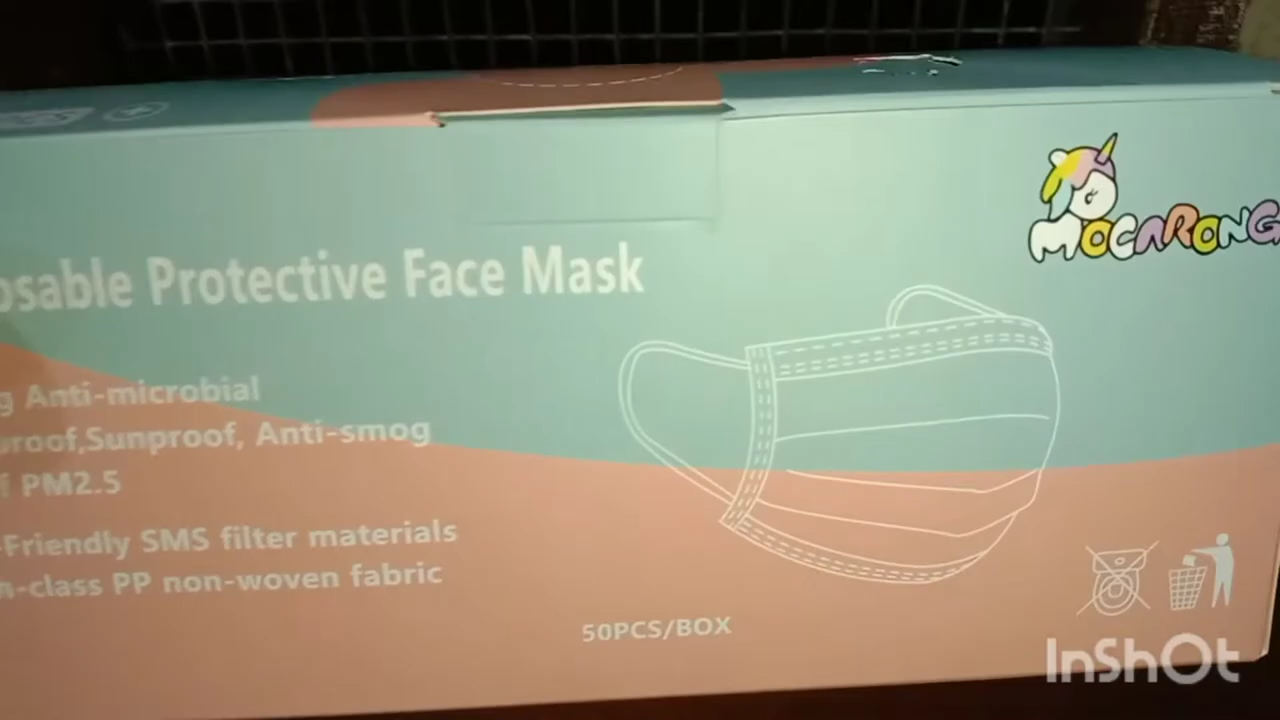 MOCARONG
osable Protective Face Mask
g Anti-microbial
proof,Sunproof, Anti-smog
f PM2.5
-Friendly SMS filter materials
-class PP non-woven fabric
50PCS/BOX
InShOt